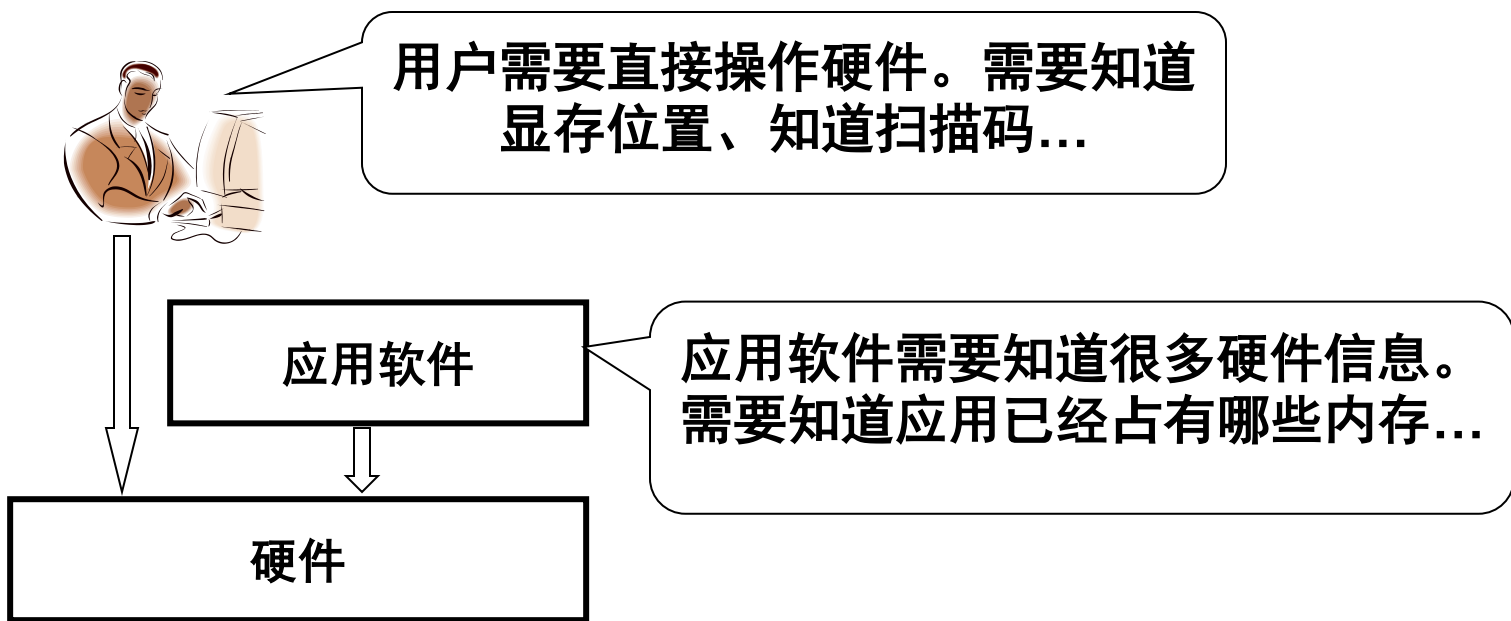 用户需要直接操作硬件。需要知道
显存位置、知道扫描码…
应用软件
应用软件需要知道很多硬件信息。
需要知道应用已经占有哪些内存…
硬件